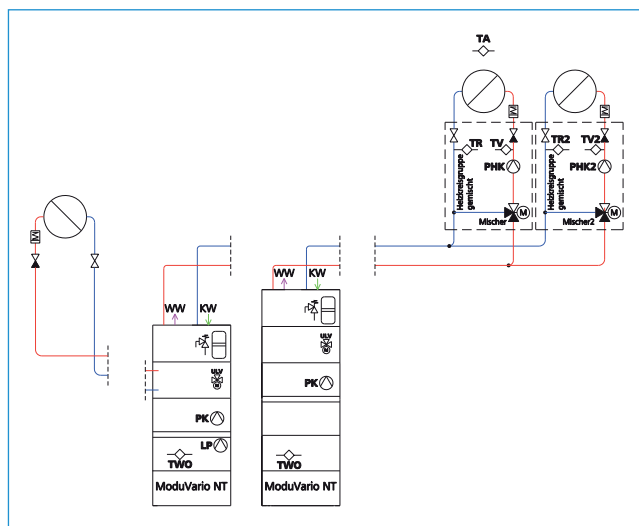 TA
TR TV
TR2 TV2
PHK
PHK2
Heizkreisgruppe
gemischt
Heizkreisgruppe
gemischt
M
M
Mischer
Mischer2
WW KW
WW KW
ULV
M
ULV
M
PK
PK
LP
TWO
TWO
ModuVario NT
ModuVario NT